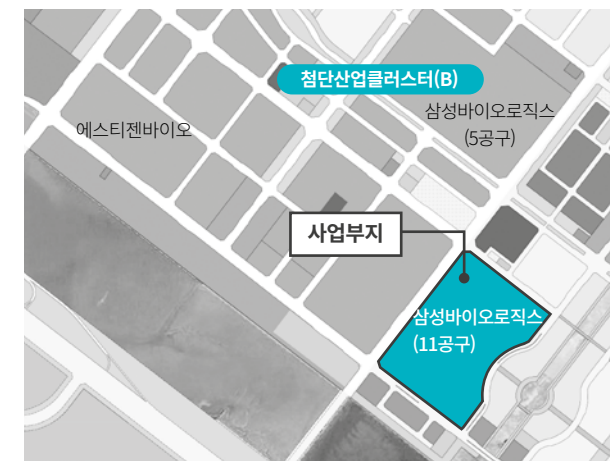 첨단산업클러스터(B)
삼성바이오로직스
(5공구)
에스티젠바이오
사업부지
삼성바이오로직스
(11공구)